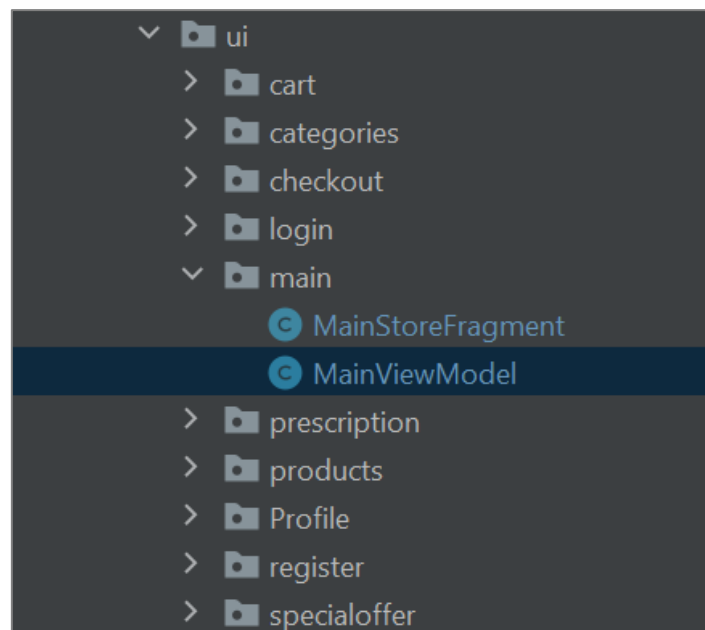 ui
cart
categories
checkout
login
main
C MainStoreFragment
C MainViewModel
prescription
products
Profile
register
specialoffer